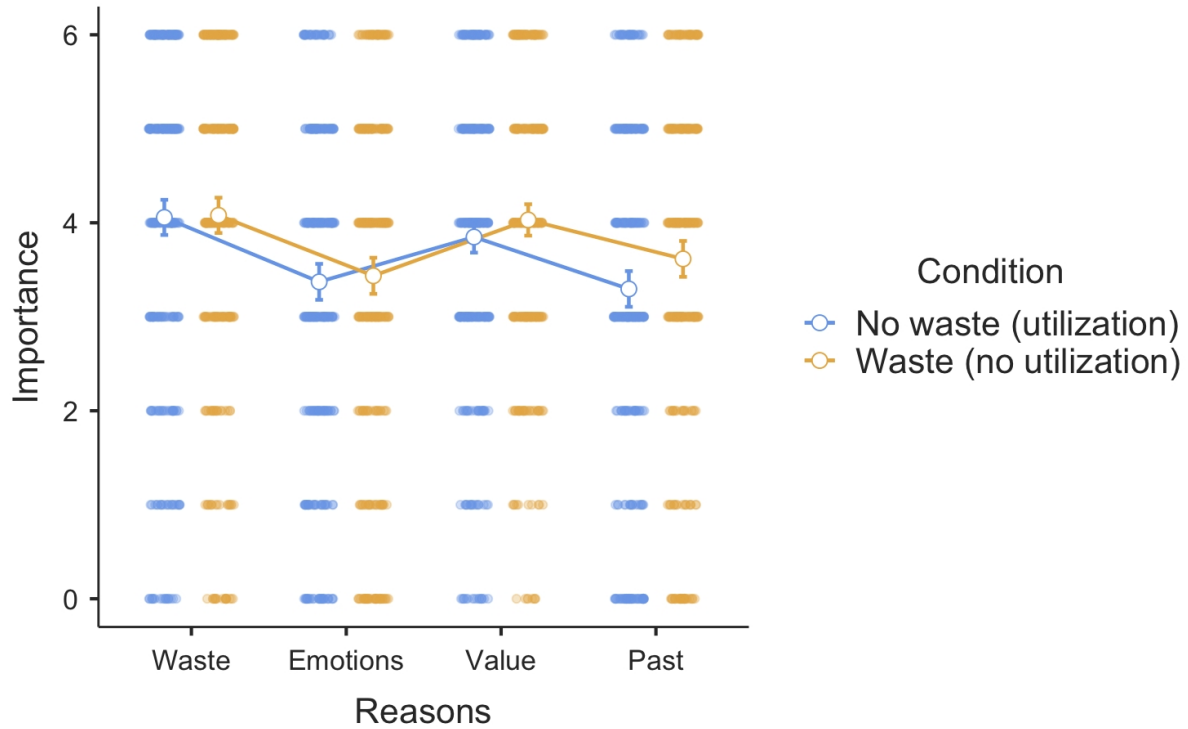 6
4
2
0
Importance
Waste
Emotions
Value
Past
Reasons
Condition
No waste (utilization)
Waste (no utilization)